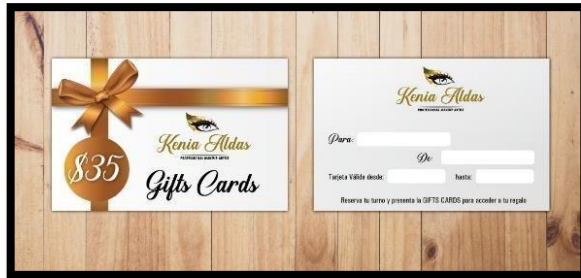 Kenia Aldas
PROFESSIONAL MAKEUP ARTIST
$35
Gifts Cards
Kenia Aldas
PROFESSIONAL MAKEUP ARTIST
Para:
De:
Tarjeta Válido desde:
hasta:
Reserva tu turno y presenta la GIFTS CARDS para acceder a tu regalo